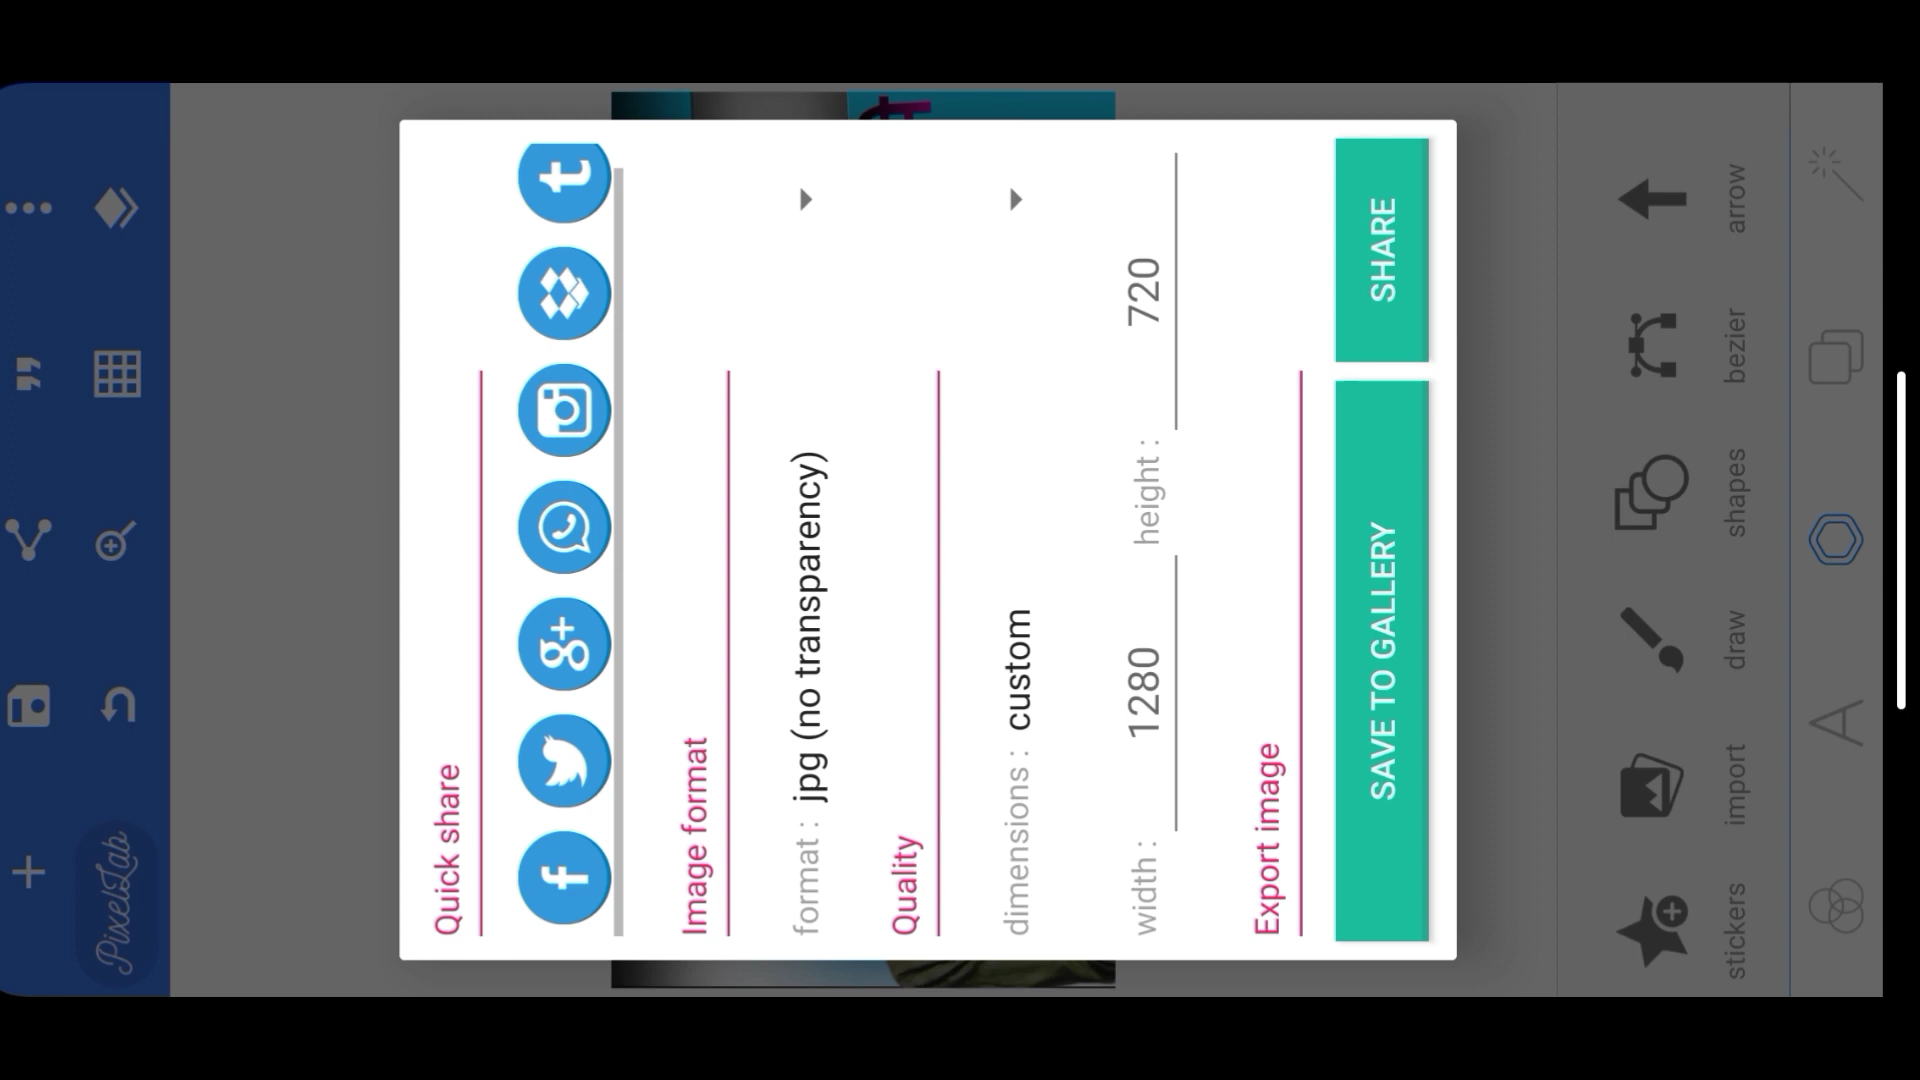 PixelLab
Quick share
Image format
format : jpg (no transparency)
Quality
dimensions : custom
width : 1280 height : 720
Export image
SAVE TO GALLERY SHARE
stickers import draw shapes bezier arrow